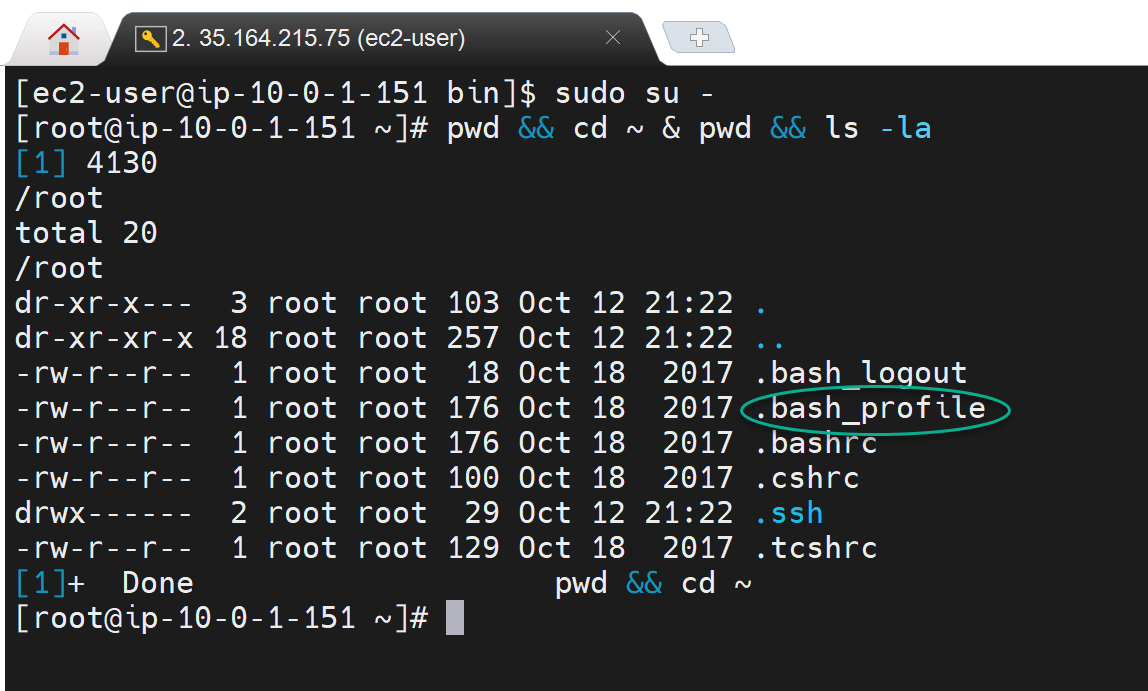 2. 35.164.215.75 (ec2-user)
[ec2-user@ip-10-0-1-151 bin]$ sudo su -
[root@ip-10-0-1-151 ~]# pwd && cd ~ & pwd && ls -la
[1] 4130
/root
total 20
/root
dr-xr-x---  3 root root 103 Oct 12 21:22 .
dr-xr-xr-x 18 root root 257 Oct 12 21:22 ..
-rw-r--r--  1 root root  18 Oct 18  2017 .bash_logout
-rw-r--r--  1 root root 176 Oct 18  2017 .bash_profile
-rw-r--r--  1 root root 176 Oct 18  2017 .bashrc
-rw-r--r--  1 root root 100 Oct 18  2017 .cshrc
drwx------  2 root root  29 Oct 12 21:22 .ssh
-rw-r--r--  1 root root 129 Oct 18  2017 .tcshrc
[1]+  Done                    pwd && cd ~
[root@ip-10-0-1-151 ~]#